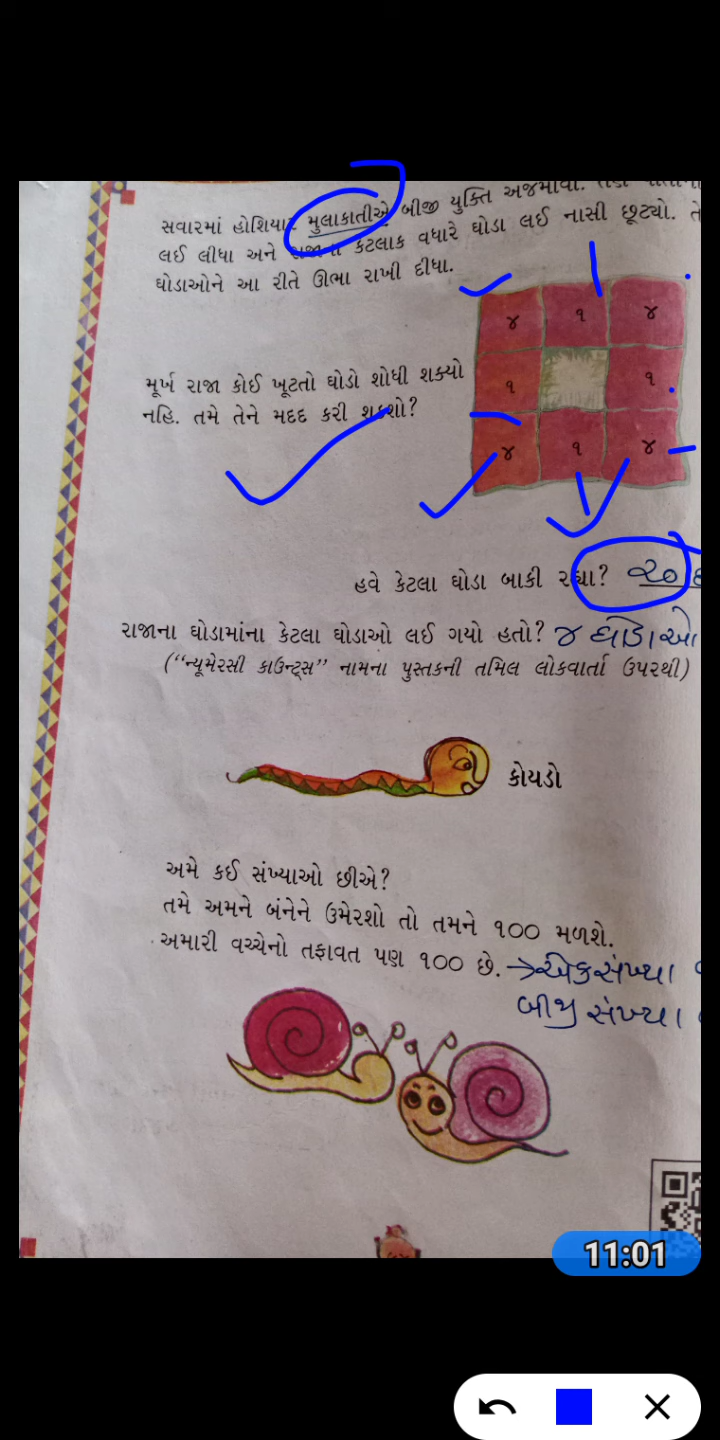 સવારમાં હોશિયાર મુલાકાતીએ બીજી યુક્તિ અજમાવી.
લઈ લીધા અને રાજાના કેટલાક વધારે ઘોડા લઈ નાસી છૂટ્યો. તે
ઘોડાઓને આ રીતે ઊભા રાખી દીધા.
૪ ૧ ૪
મૂર્ખ રાજા કોઈ ખૂટતો ઘોડો શોધી શક્યો
નહિ. તમે તેને મદદ કરી શકશો?
૧ ૧
૪ ૧ ૪
હવે કેટલા ઘોડા બાકી રહ્યા? ૨૦
રાજાના ઘોડામાંના કેટલા ઘોડાઓ લઈ ગયો હતો? ૪ ઘોડાઓ
(“ન્યૂમેરસી કાઉન્ટ્સ” નામના પુસ્તકની તમિલ લોકવાર્તા ઉપરથી)
કોયડો
અમે કઈ સંખ્યાઓ છીએ?
તમે અમને બંનેને ઉમેરશો તો તમને ૧૦૦ મળશે.
અમારી વચ્ચેનો તફાવત પણ ૧૦૦ છે. →એક સંખ્યા
બીજી સંખ્યા
11:01